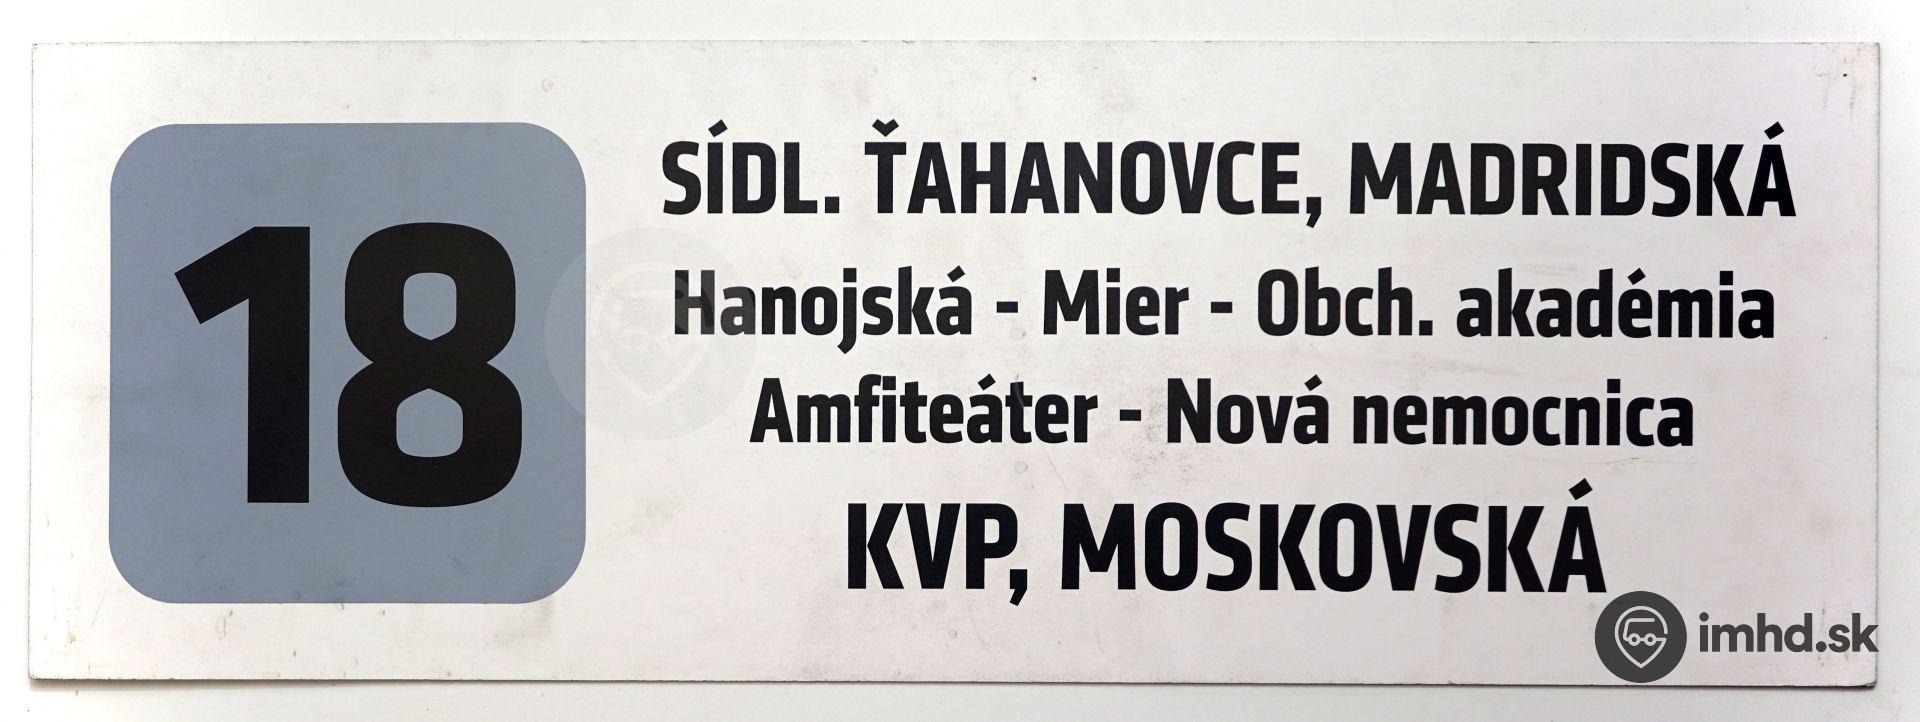 18
SÍDL. ŤAHANOVCE, MADRIDSKÁ
Hanojská - Mier - Obch. akadémia
Amfiteáter - Nová nemocnica
KVP, MOSKOVSKÁ
imhd.sk